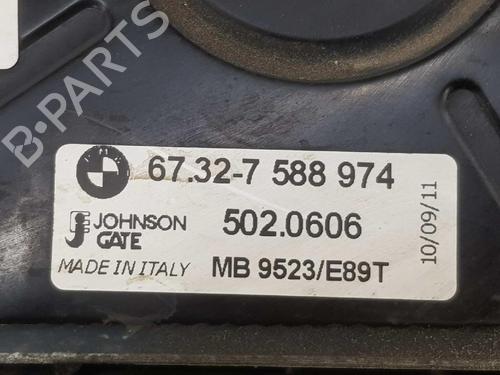 B-PARTS
67.32-7 588 974
JOHNSON
GATE
502.0606
MADE IN ITALY
MB 9523/E89T
10/09/11